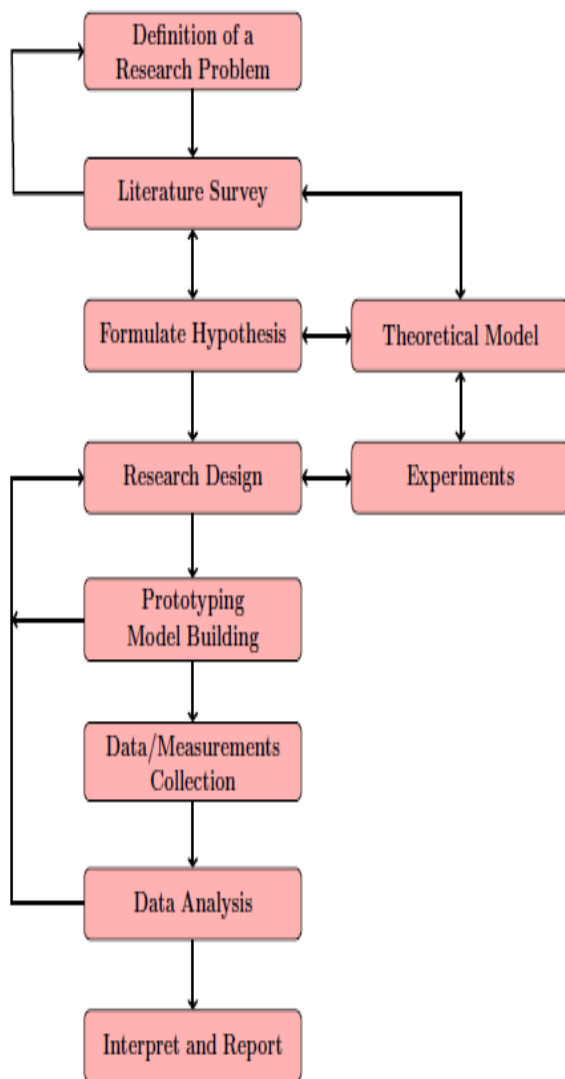 Definition of a
Research Problem
Literature Survey
Formulate Hypothesis
Theoretical Model
Research Design
Experiments
Prototyping
Model Building
Data/Measurements
Collection
Data Analysis
Interpret and Report